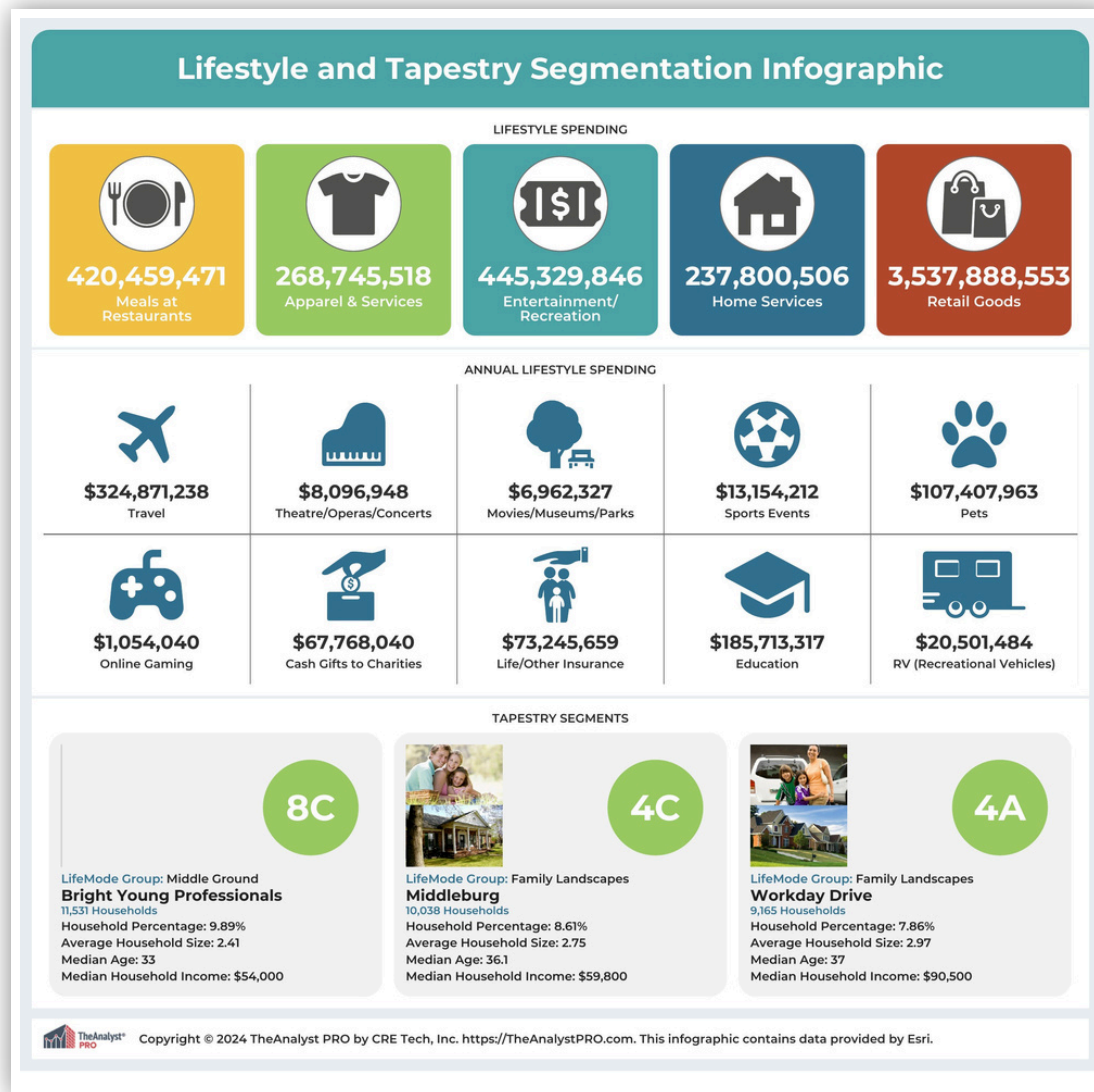 Lifestyle and Tapestry Segmentation Infographic
LIFESTYLE SPENDING
420,459,471
Meals at
Restaurants
268,745,518
Apparel & Services
$
445,329,846
Entertainment/
Recreation
237,800,506
Home Services
3,537,888,553
Retail Goods
ANNUAL LIFESTYLE SPENDING
$324,871,238
Travel
$8,096,948
Theatre/Operas/Concerts
$6,962,327
Movies/Museums/Parks
$13,154,212
Sports Events
$107,407,963
Pets
$1,054,040
Online Gaming
$
$67,768,040
Cash Gifts to Charities
$73,245,659
Life/Other Insurance
$185,713,317
Education
$20,501,484
RV (Recreational Vehicles)
TAPESTRY SEGMENTS
8C
LifeMode Group: Middle Ground
Bright Young Professionals
11,531 Households
Household Percentage: 9.89%
Average Household Size: 2.41
Median Age: 33
Median Household Income: $54,000
4C
LifeMode Group: Family Landscapes
Middleburg
10,038 Households
Household Percentage: 8.61%
Average Household Size: 2.75
Median Age: 36.1
Median Household Income: $59,800
4A
LifeMode Group: Family Landscapes
Workday Drive
9,165 Households
Household Percentage: 7.86%
Average Household Size: 2.97
Median Age: 37
Median Household Income: $90,500
TheAnalyst®
PRO
Copyright © 2024 TheAnalyst PRO by CRE Tech, Inc. https://TheAnalystPRO.com. This infographic contains data provided by Esri.